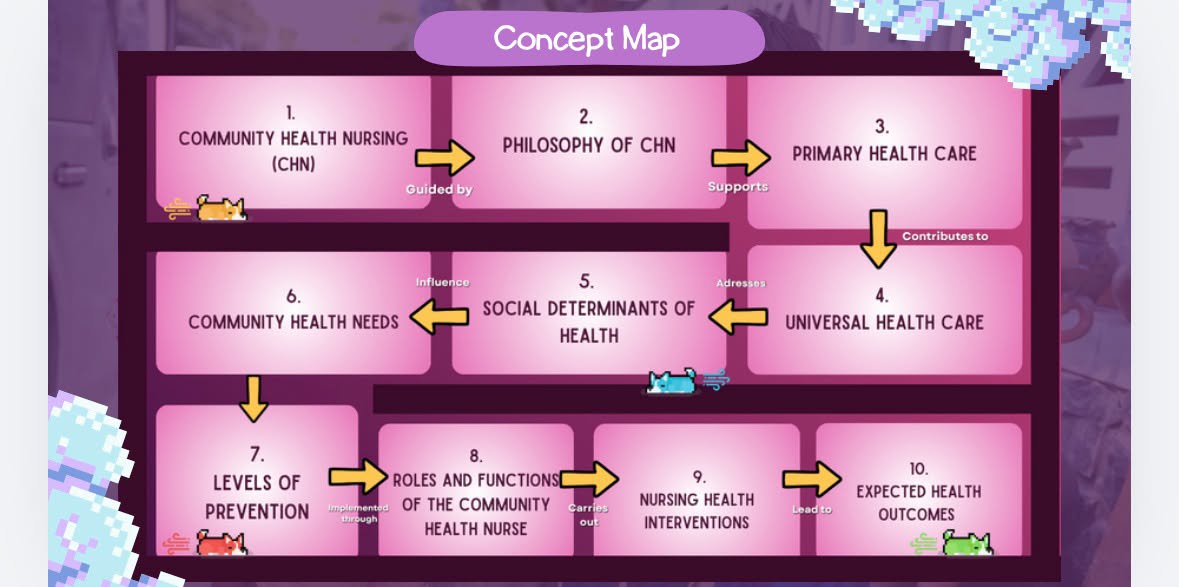 Concept Map
1.
COMMUNITY HEALTH NURSING
(CHN)
Guided by
2.
PHILOSOPHY OF CHN
Supports
3.
PRIMARY HEALTH CARE
Contributes to
4.
UNIVERSAL HEALTH CARE
Adresses
5.
SOCIAL DETERMINANTS OF
HEALTH
Influence
6.
COMMUNITY HEALTH NEEDS
7.
LEVELS OF
PREVENTION
Implemented
through
8.
ROLES AND FUNCTIONS
OF THE COMMUNITY
HEALTH NURSE
Carries
out
9.
NURSING HEALTH
INTERVENTIONS
Lead to
10.
EXPECTED HEALTH
OUTCOMES